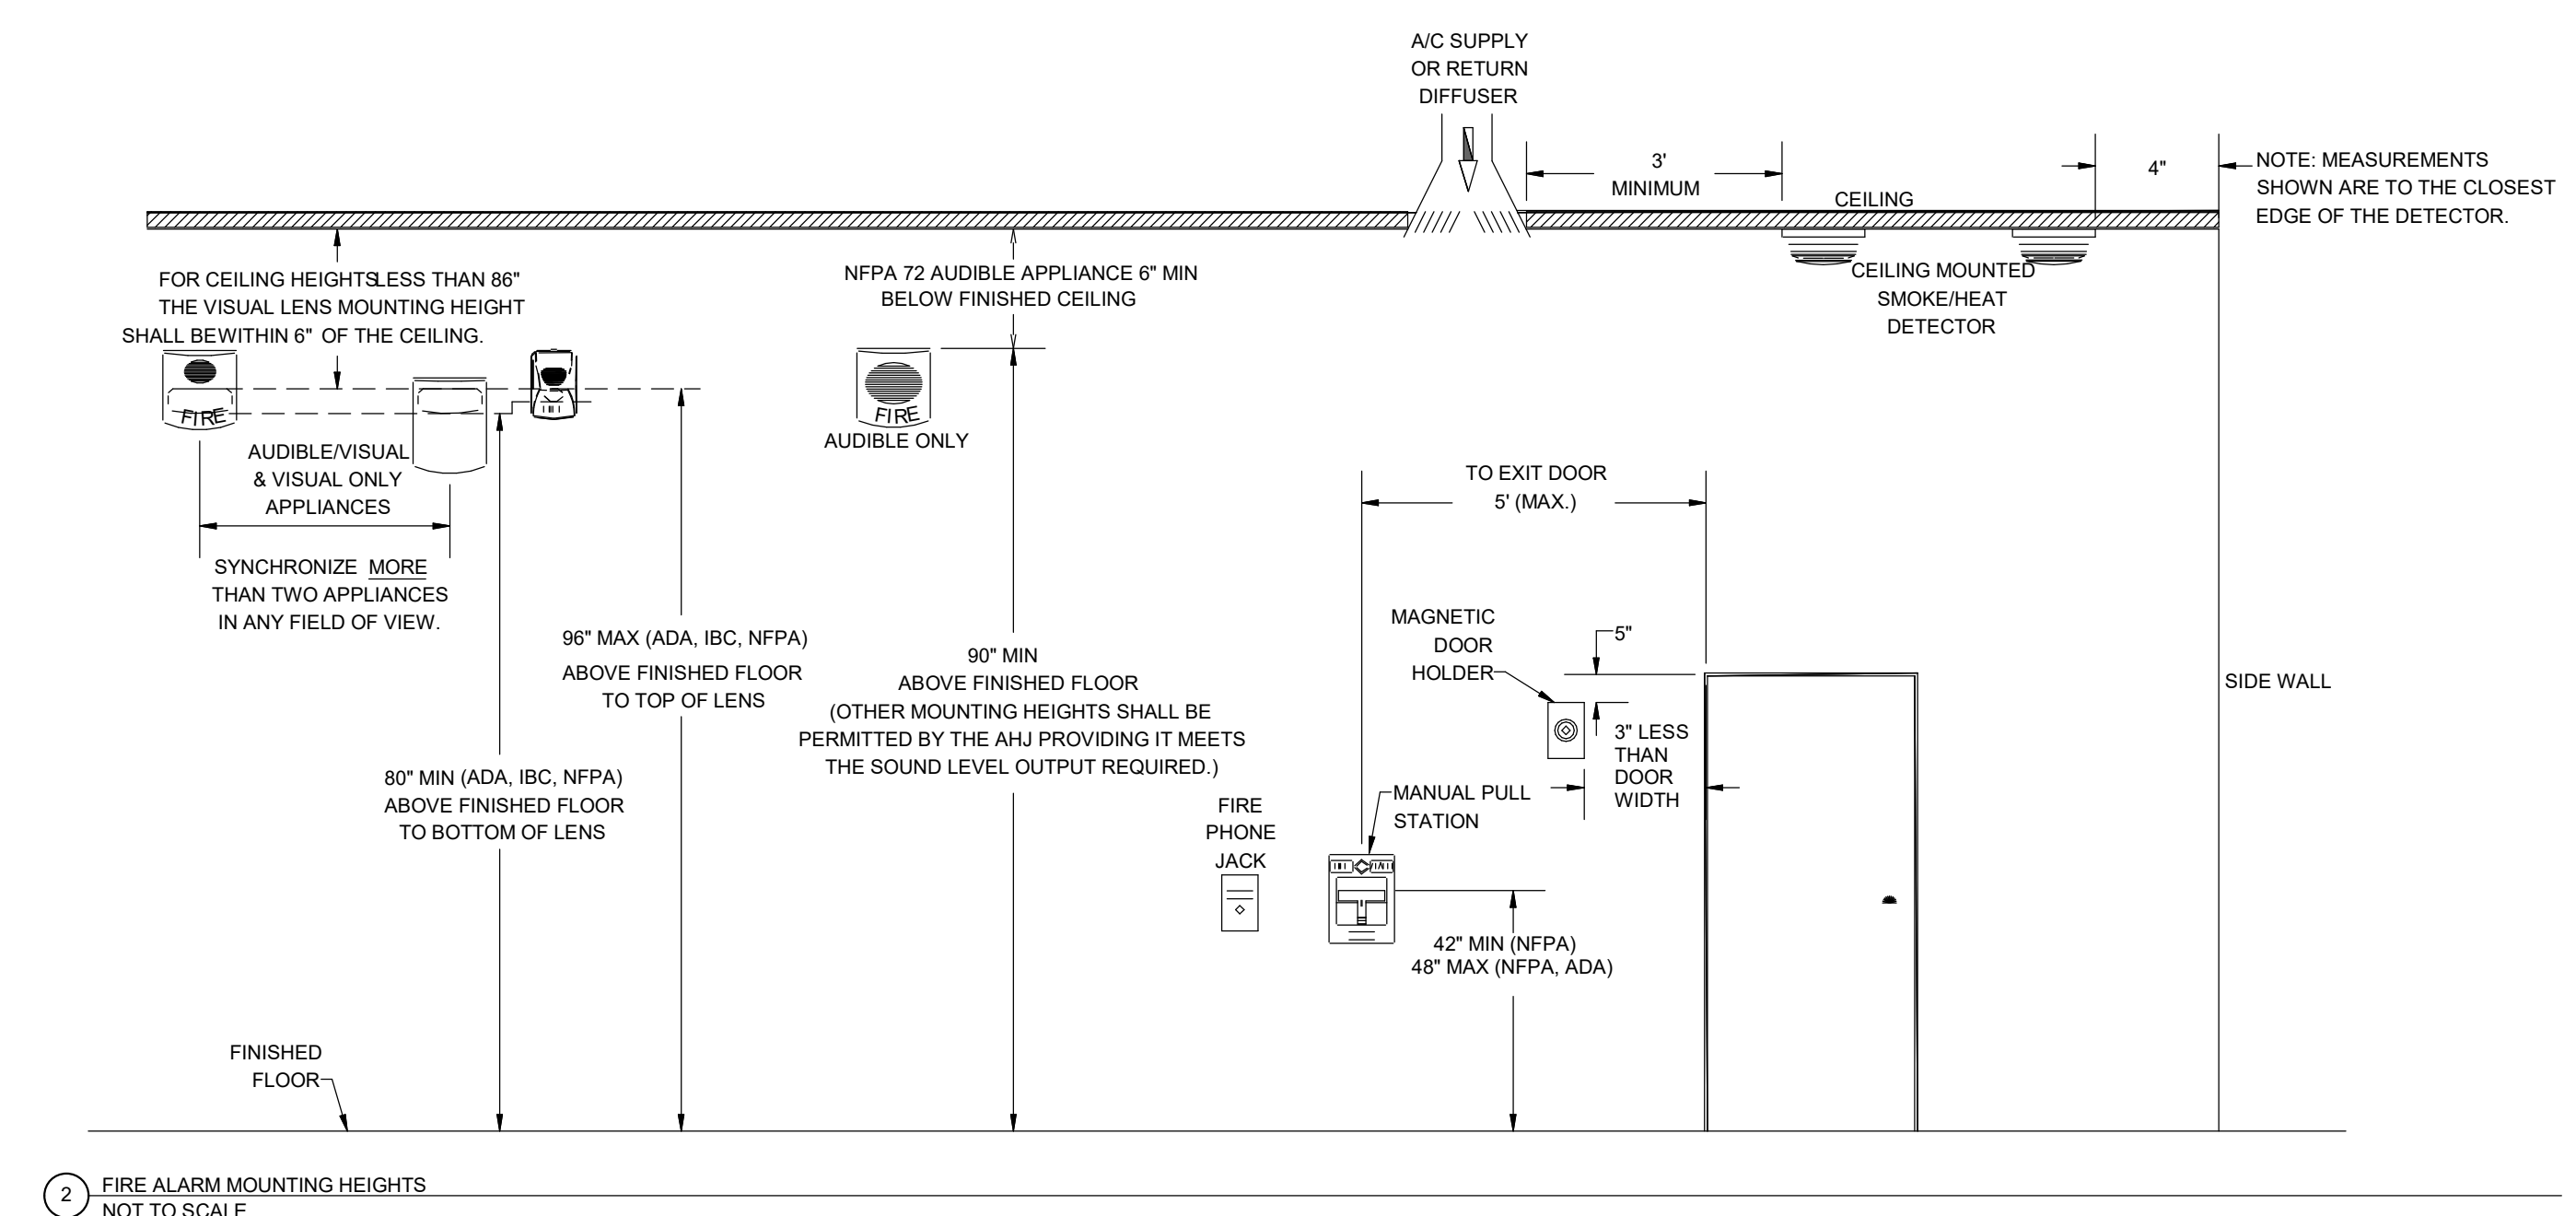 A/C SUPPLY
OR RETURN
DIFFUSER
3'
MINIMUM
CEILING
4"
NOTE: MEASUREMENTS
SHOWN ARE TO THE CLOSEST
EDGE OF THE DETECTOR.
FOR CEILING HEIGHTS LESS THAN 86"
THE VISUAL LENS MOUNTING HEIGHT
SHALL BEWITHIN 6" OF THE CEILING.
NFPA 72 AUDIBLE APPLIANCE 6" MIN
BELOW FINISHED CEILING
CEILING MOUNTED
SMOKE/HEAT
DETECTOR
FIRE
FIRE
AUDIBLE ONLY
AUDIBLE/VISUAL
& VISUAL ONLY
APPLIANCES
SYNCHRONIZE MORE
THAN TWO APPLIANCES
IN ANY FIELD OF VIEW.
TO EXIT DOOR
5' (MAX.)
96" MAX (ADA, IBC, NFPA)
ABOVE FINISHED FLOOR
TO TOP OF LENS
90" MIN
ABOVE FINISHED FLOOR
(OTHER MOUNTING HEIGHTS SHALL BE
PERMITTED BY THE AHJ PROVIDING IT MEETS
THE SOUND LEVEL OUTPUT REQUIRED.)
MAGNETIC
DOOR
HOLDER
5"
3" LESS
THAN
DOOR
WIDTH
SIDE WALL
80" MIN (ADA, IBC, NFPA)
ABOVE FINISHED FLOOR
TO BOTTOM OF LENS
FIRE
PHONE
JACK
MANUAL PULL
STATION
42" MIN (NFPA)
48" MAX (NFPA, ADA)
FINISHED
FLOOR
2
FIRE ALARM MOUNTING HEIGHTS
NOT TO SCALE